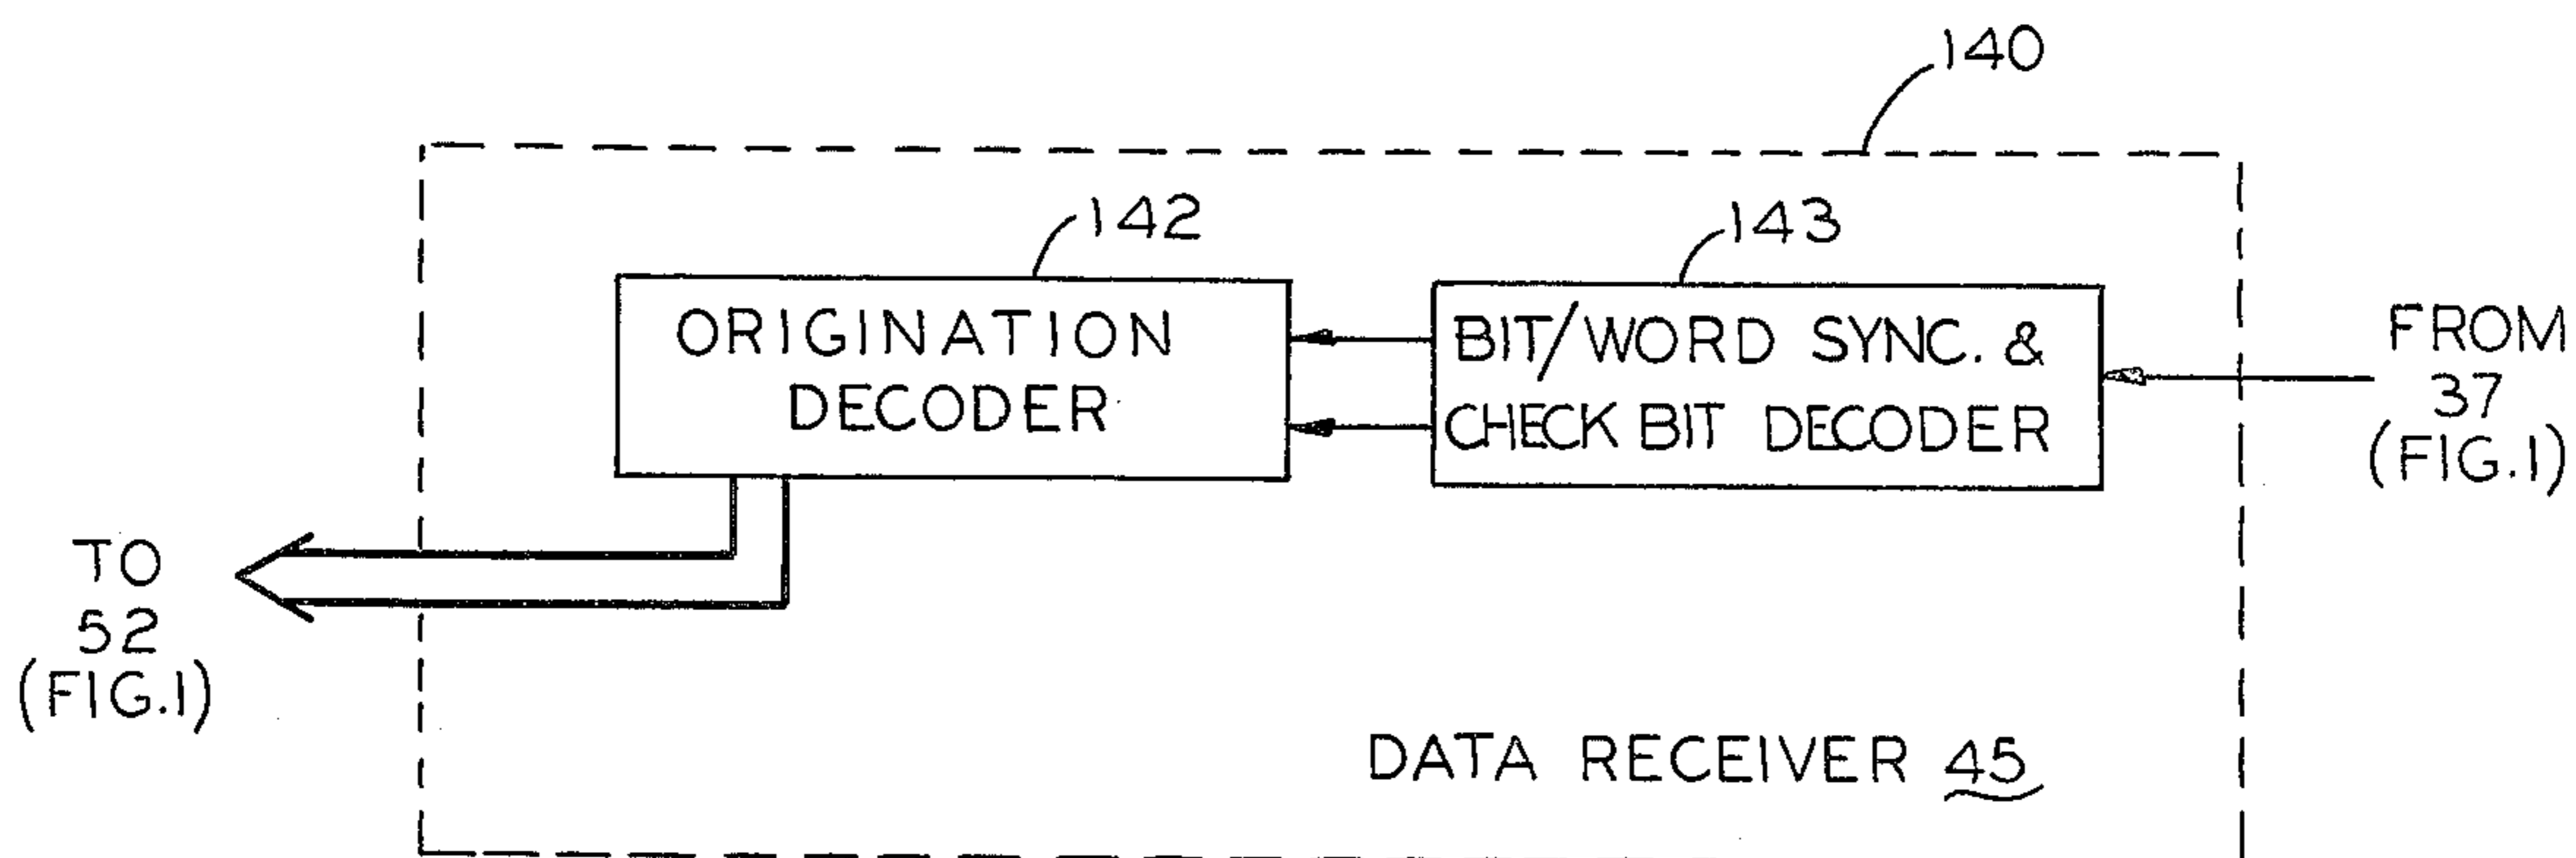 140
142
143
ORIGINATION
DECODER
BIT/WORD SYNC. &
CHECK BIT DECODER
FROM
37
(FIG.1)
TO
52
(FIG.1)
DATA RECEIVER 45